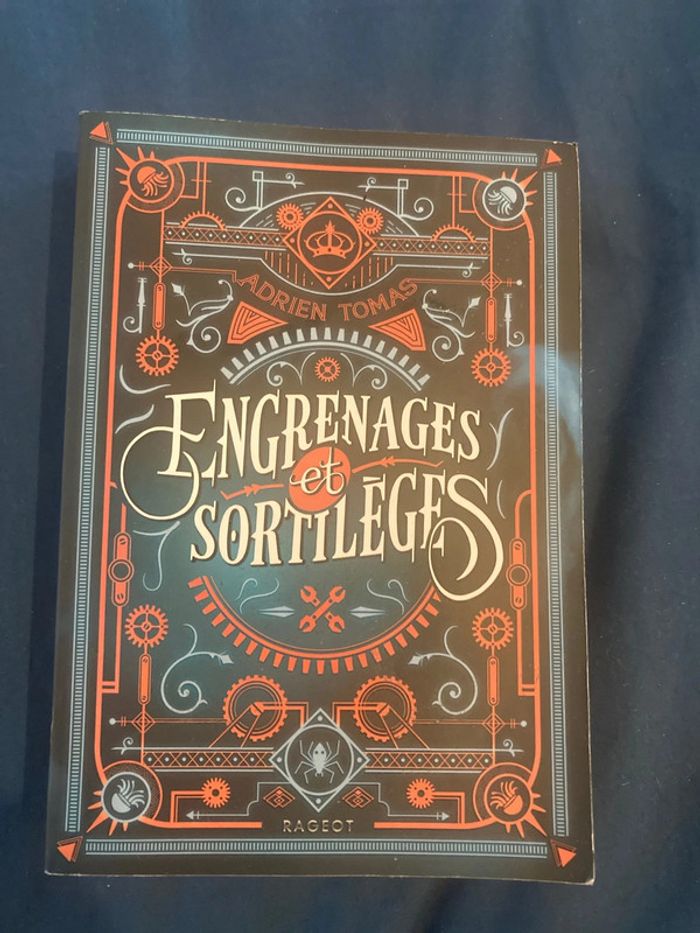 ADRIEN TOMAS
ENGRENAGES
et
SORTILÈGES
RAGEOT